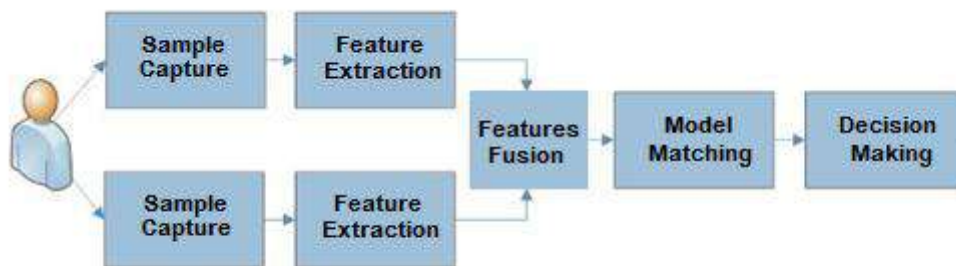 Sample
Capture
Feature
Extraction
Features
Fusion
Model
Matching
Decision
Making
Sample
Capture
Feature
Extraction